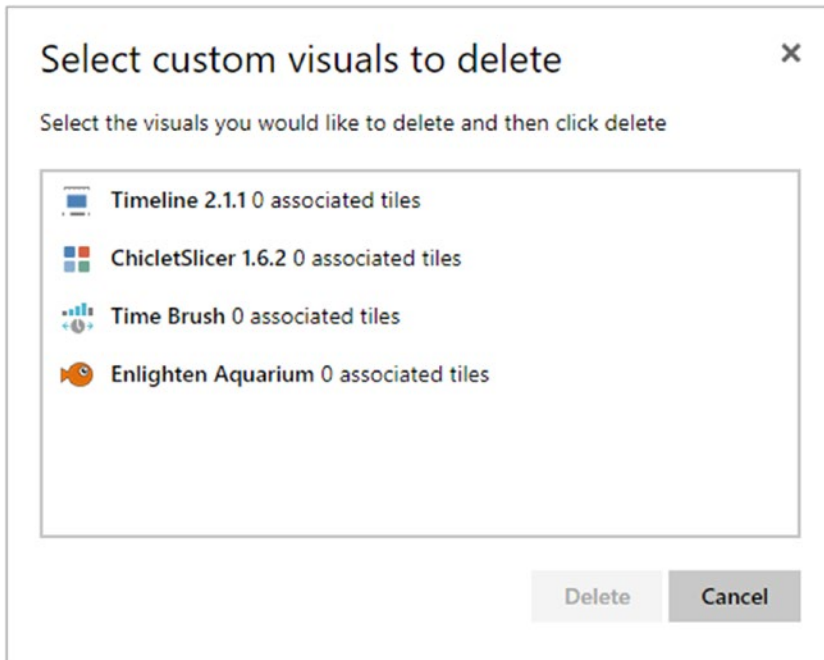 Select custom visuals to delete
Select the visuals you would like to delete and then click delete
Timeline 2.1.1 0 associated tiles
ChicletSlicer 1.6.2 0 associated tiles
Time Brush 0 associated tiles
Enlighten Aquarium 0 associated tiles
Delete Cancel